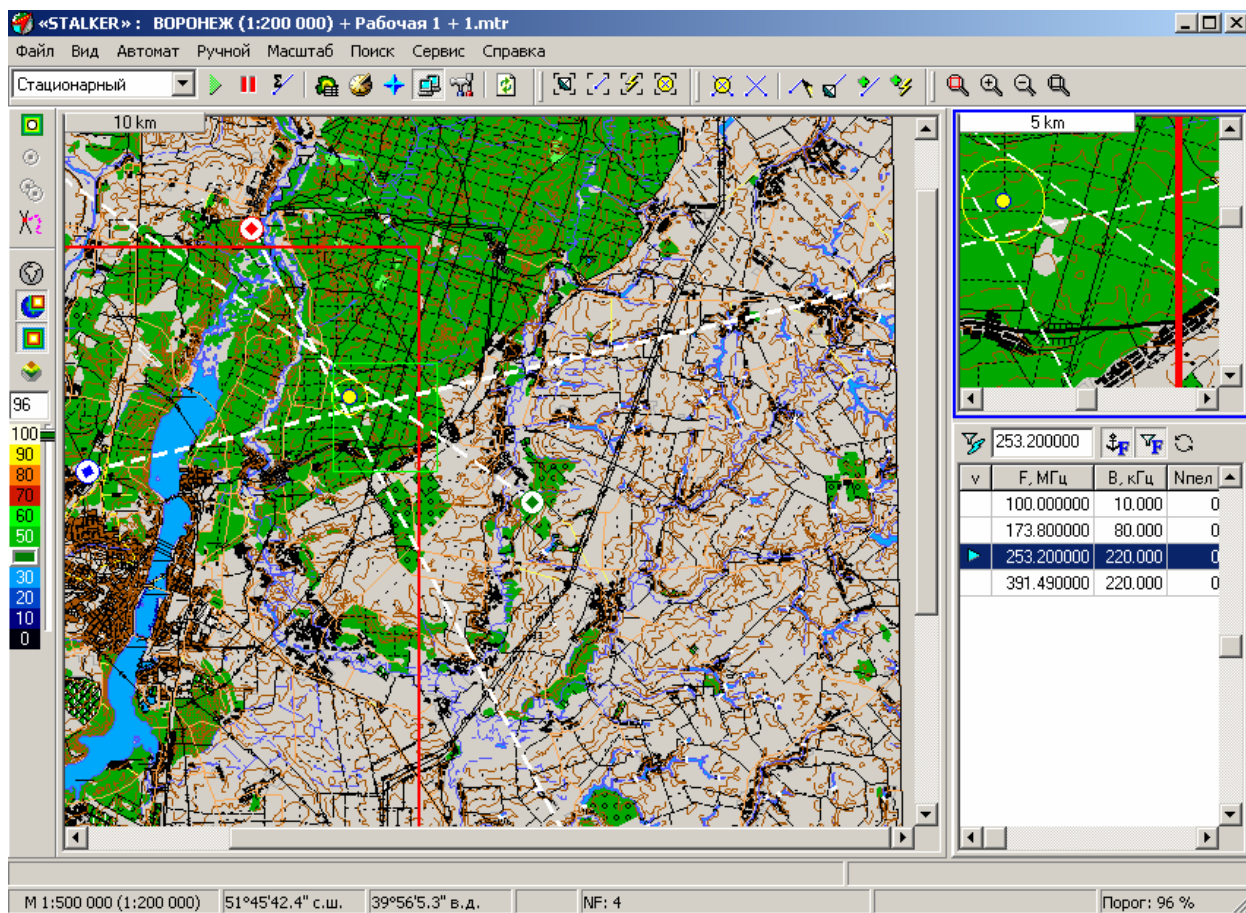 «STALKER» : ВОРОНЕЖ (1:200 000) + Рабочая 1 + 1.mtr
Файл Вид Автомат Ручной Масштаб Поиск Сервис Справка
Стационарный
10 km
5 km
96
100
90
80
70
60
50
30
20
10
0
253.200000
v F, МГц B, кГц Nпел
100.000000 10.000 0
173.800000 80.000 0
253.200000 220.000 0
391.490000 220.000 0
М 1:500 000 (1:200 000) 51°45'42.4" с.ш. 39°56'5.3" в.д. NF: 4 Порог: 96 %